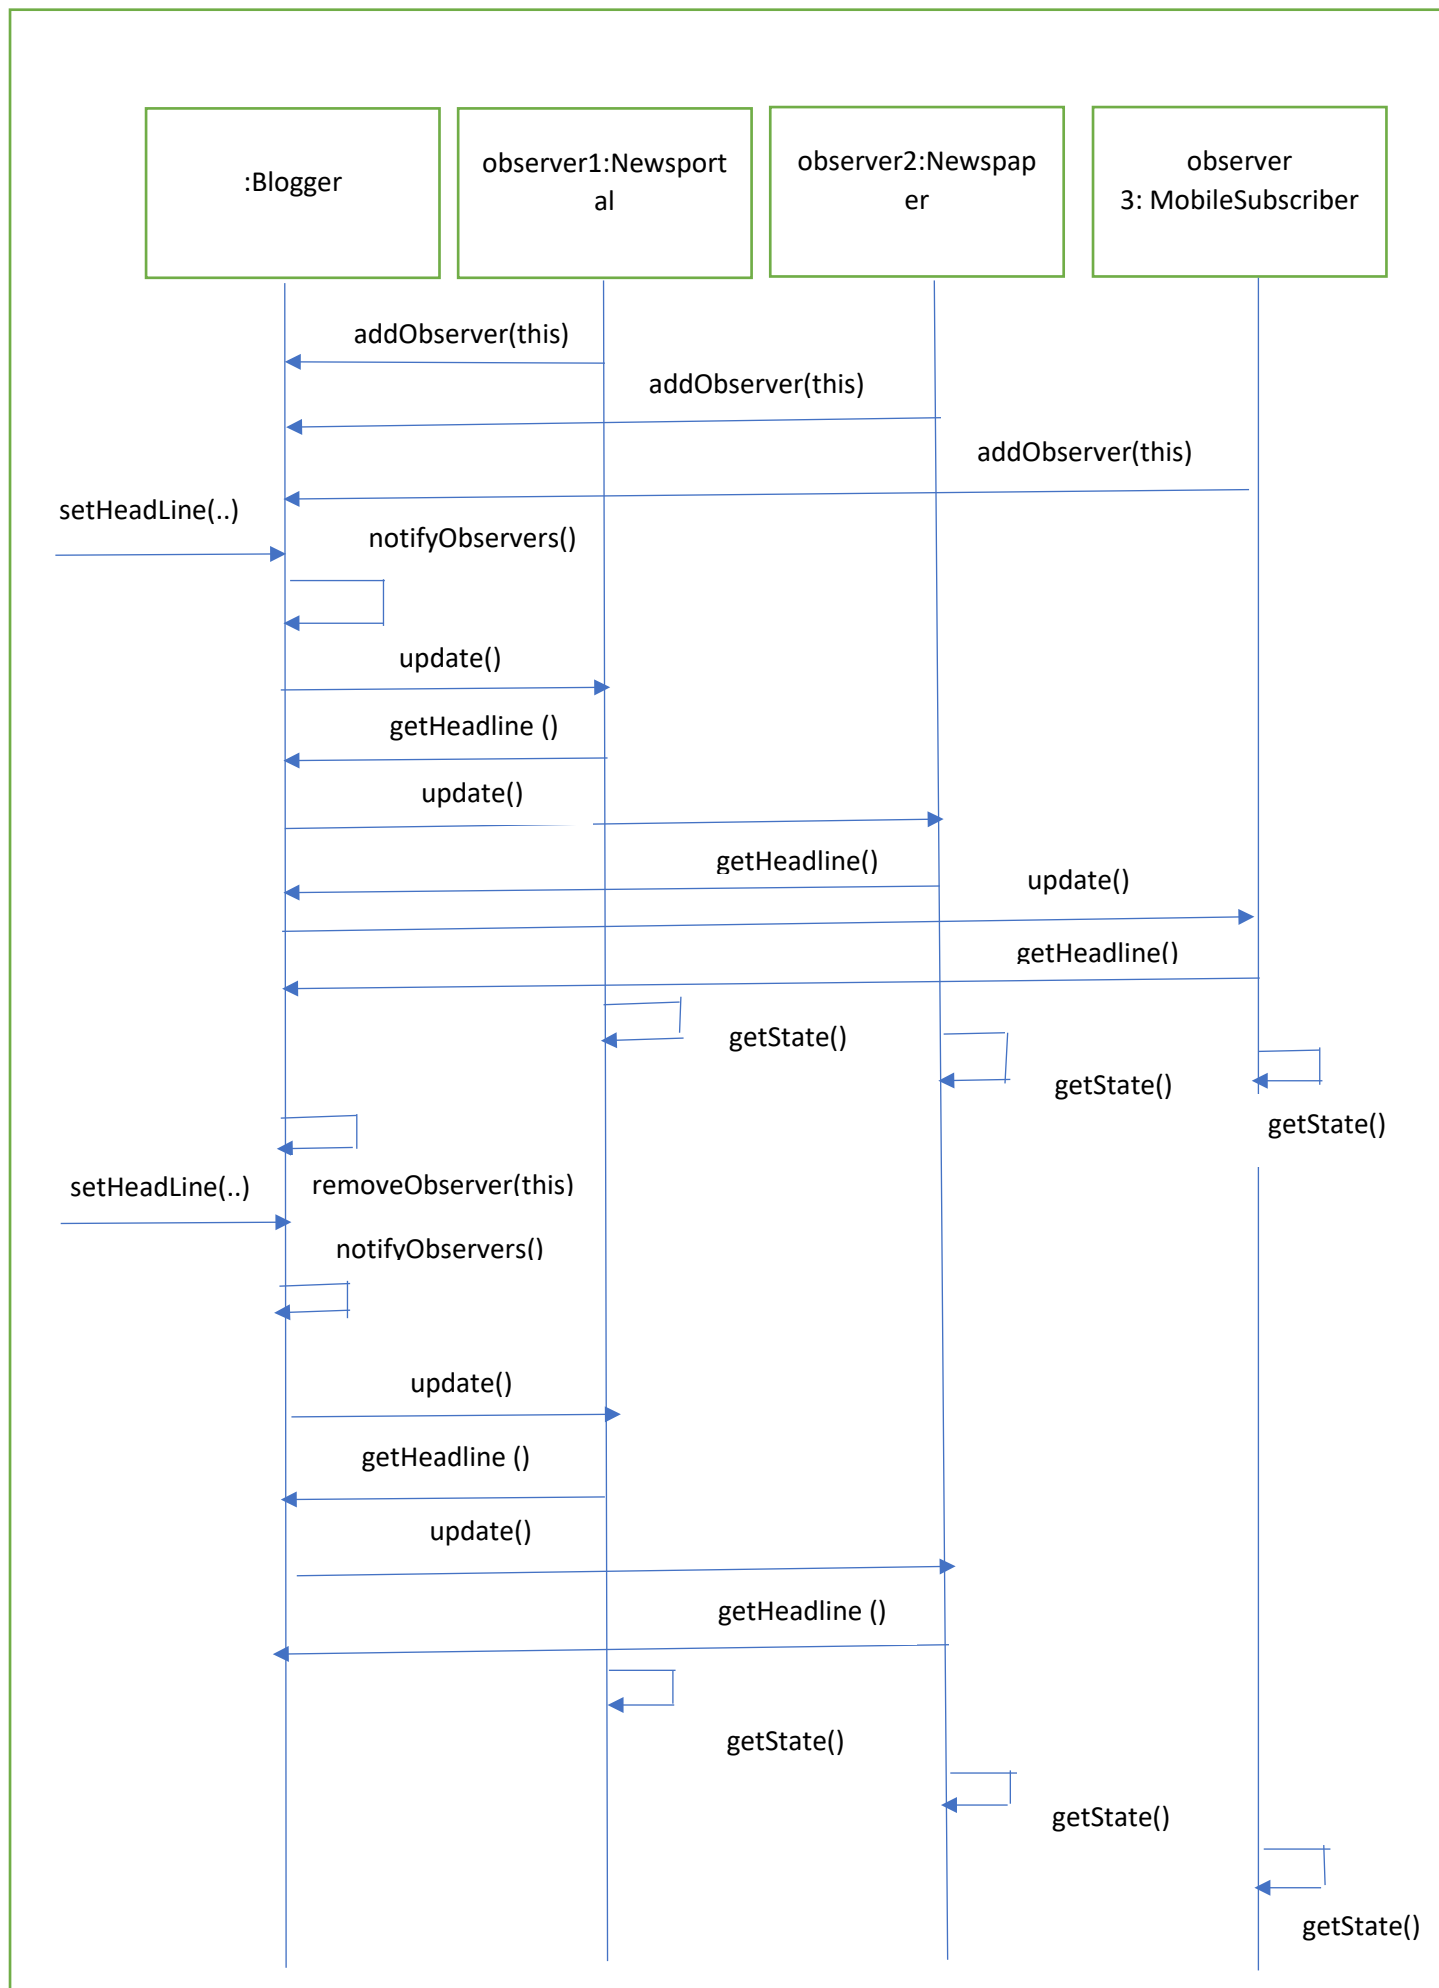 :Blogger
observer1:Newsport
al
observer2:Newspap
er
observer
3: MobileSubscriber
addObserver(this)
addObserver(this)
addObserver(this)
setHeadLine(..)
notifyObservers()
update()
getHeadline ()
update()
getHeadline()
update()
getHeadline()
getState()
getState()
getState()
setHeadLine(..)
removeObserver(this)
notifyObservers()
update()
getHeadline ()
update()
getHeadline ()
getState()
getState()
getState()